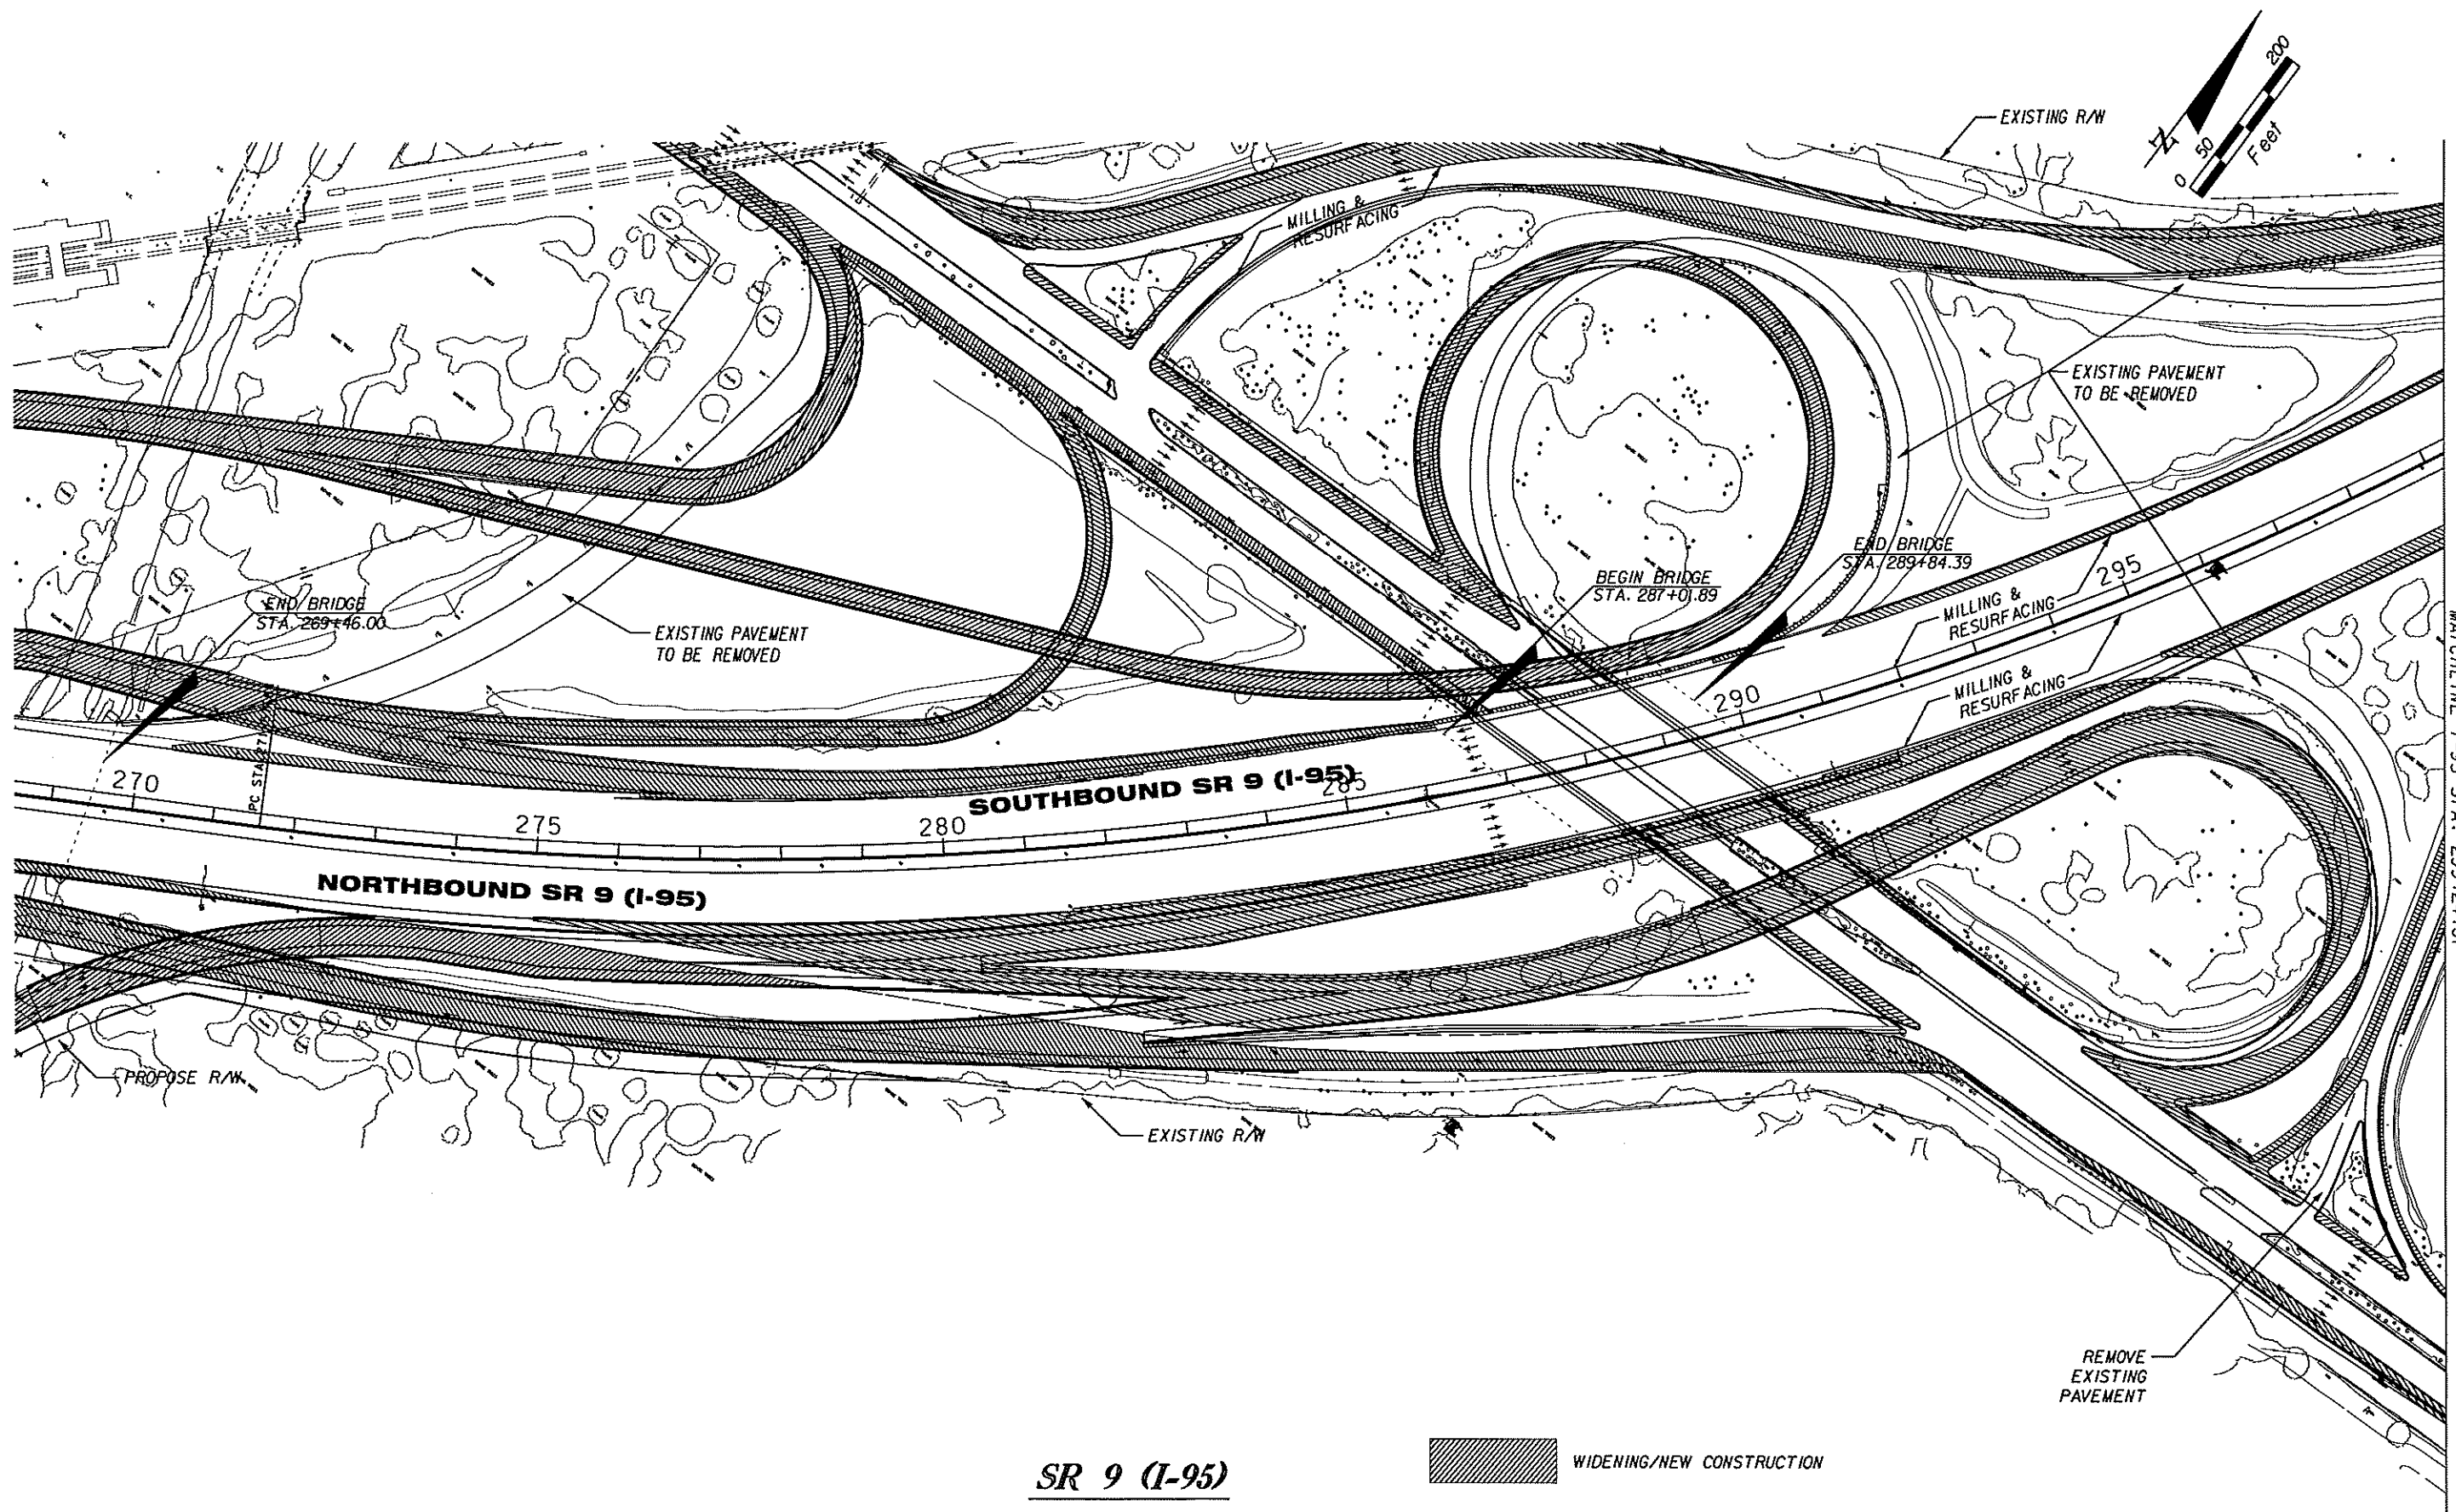 200
50
0
Feet
N
EXISTING R/W
MILLING &
RESURFACING
EXISTING PAVEMENT
TO BE REMOVED
END BRIDGE
STA. 289+84.39
BEGIN BRIDGE
STA. 287+01.89
END BRIDGE
STA. 269+46.00
EXISTING PAVEMENT
TO BE REMOVED
MILLING &
RESURFACING
295
MILLING &
RESURFACING
290
PC STA.
270
275
280
285
SOUTHBOUND SR 9 (I-95)
NORTHBOUND SR 9 (I-95)
PROPOSE R/W
EXISTING R/W
REMOVE
EXISTING
PAVEMENT
SR 9 (I-95)
WIDENING/NEW CONSTRUCTION